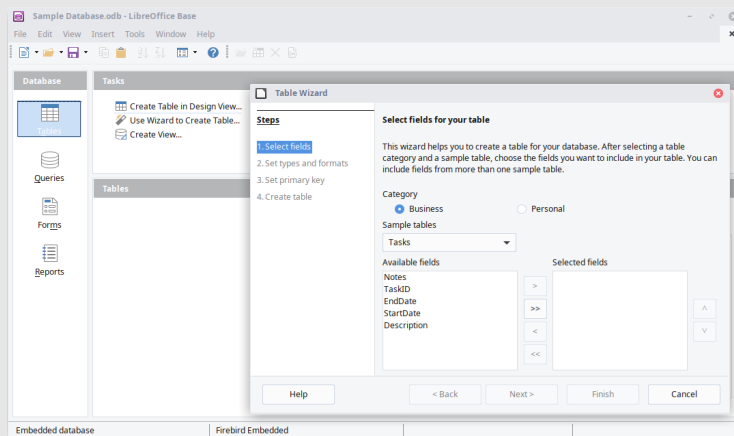 Sample Database.odb - LibreOffice Base
File Edit View Insert Tools Window Help
Database
Tables
Queries
Forms
Reports
Tasks
Create Table in Design View...
Use Wizard to Create Table...
Create View...
Tables
Table Wizard
Steps
1. Select fields
2. Set types and formats
3. Set primary key
4. Create table
Select fields for your table
This wizard helps you to create a table for your database. After selecting a table
category and a sample table, choose the fields you want to include in your table. You can
include fields from more than one sample table.
Category
Business Personal
Sample tables
Tasks
Available fields Selected fields
Notes
TaskID
EndDate
StartDate
Description
>
>>
<
<<
Help < Back Next > Finish Cancel
Embedded database Firebird Embedded